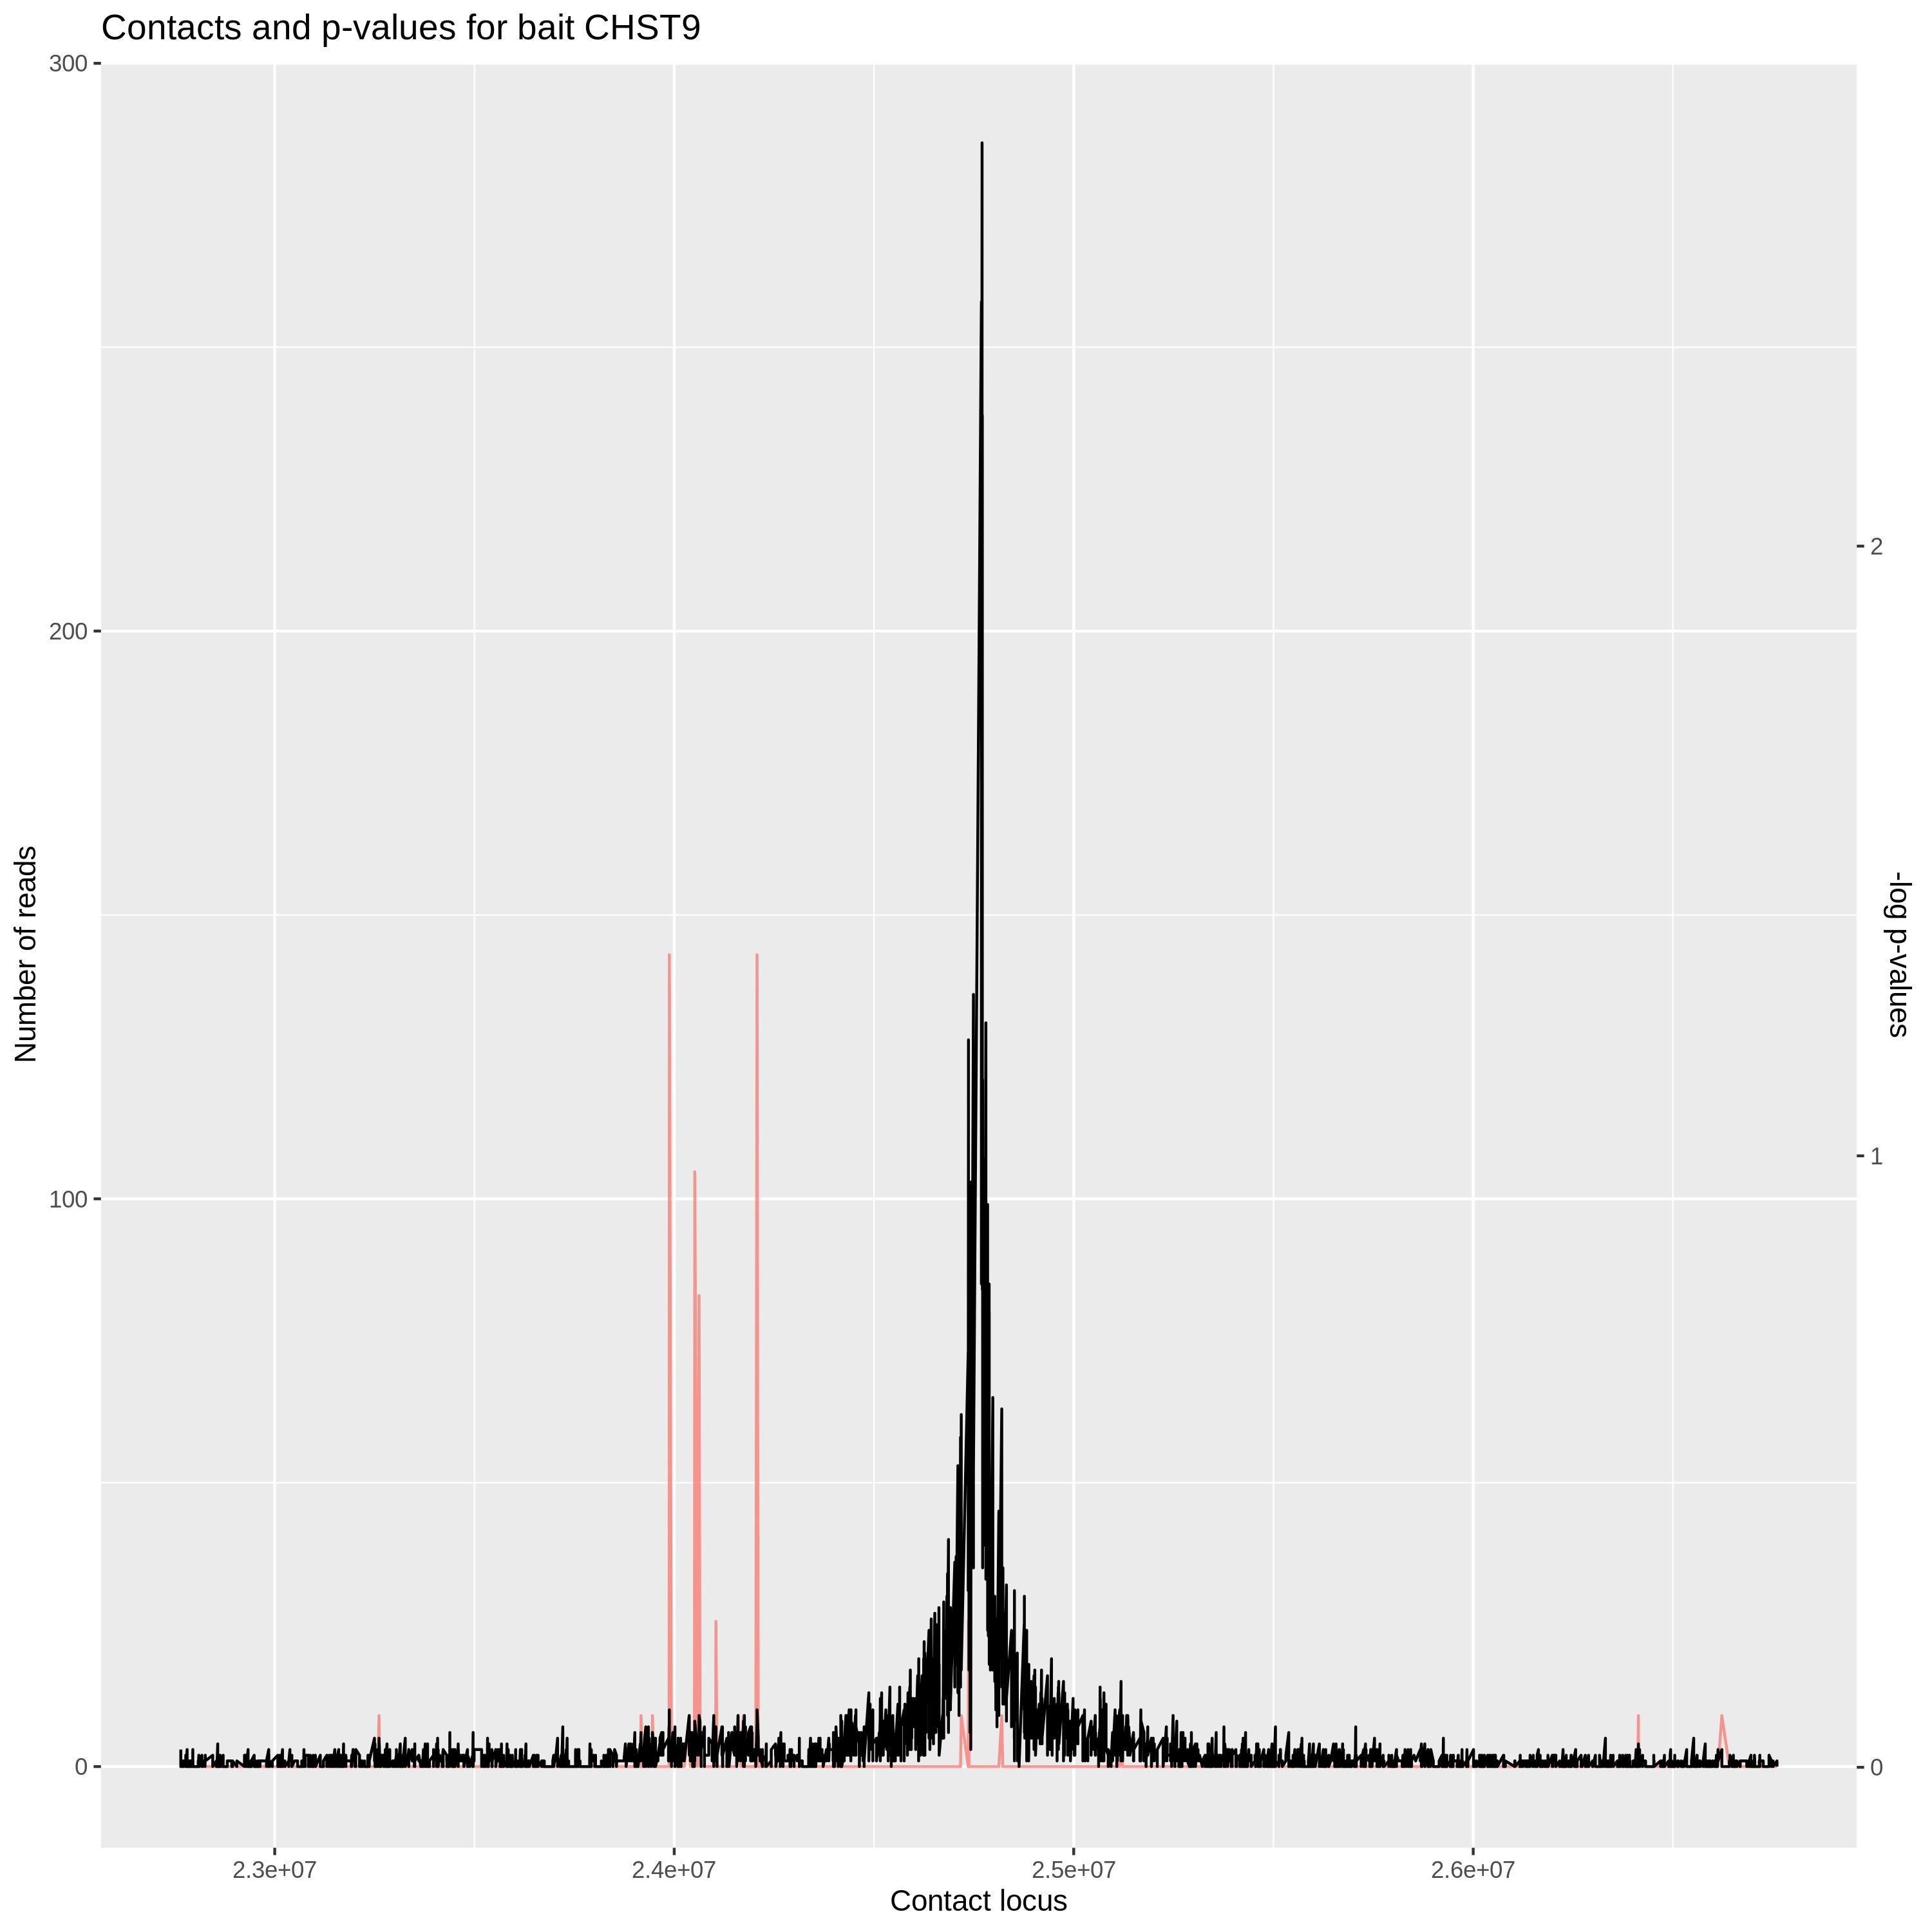 Contacts and p-values for bait CHST9
300
200
100
0
Number of reads
2
1
0
-log p-values
2.3e+07
2.4e+07
2.5e+07
2.6e+07
Contact locus